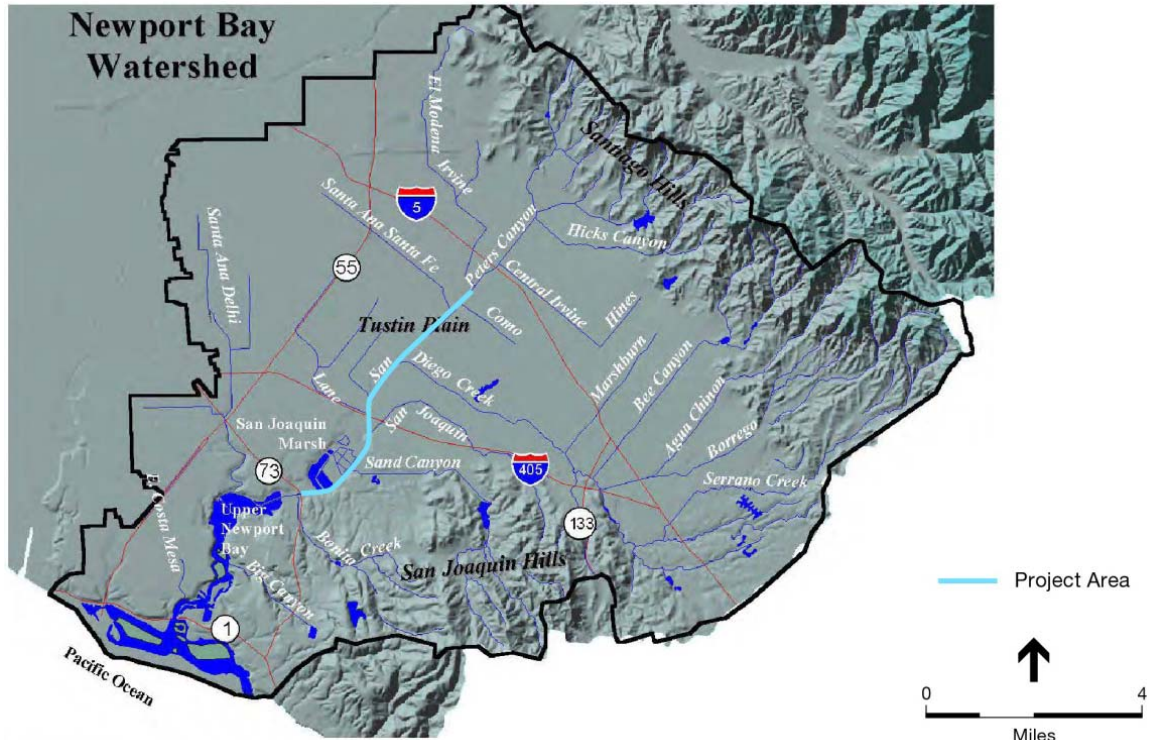 Newport Bay
Watershed
El Modena Irvine
Santiago Hills
5
Santa Ana Santa Fe
Peters Canyon
Hicks Canyon
Santa Ana Delhi
55
Central Irvine
Hines
Tustin Plain
Como
Marshburn
Bee Canyon
San
Diego Creek
Lane
Agua Chinon
Borrego
San
Joaquin
San Joaquin
Marsh
Sand Canyon
73
405
Serrano Creek
Costa Mesa
Upper
Newport
Bay
133
Bonita Creek
San Joaquin Hills
Big Canyon
Project Area
1
Pacific Ocean
0
4
Miles